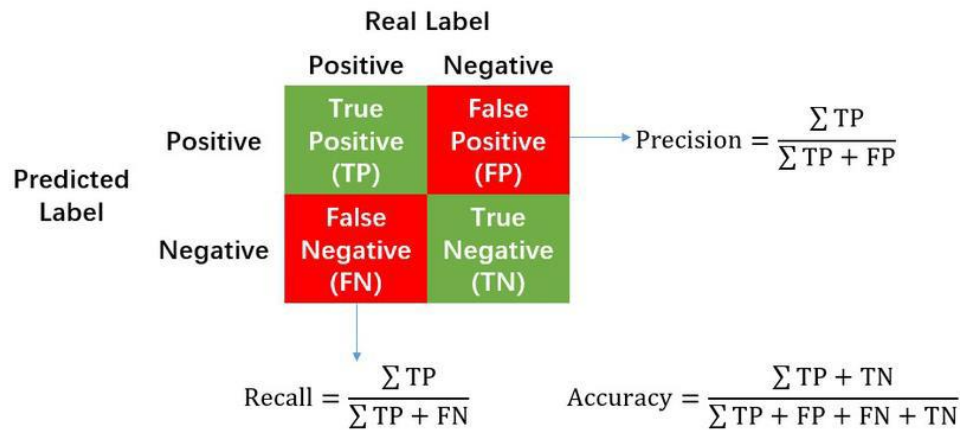 Real Label
Positive Negative
True Positive (TP)
False Positive (FP)
Positive
Precision = ∑ TP / ∑ TP + FP
Predicted Label
False Negative (FN)
True Negative (TN)
Negative
Recall = ∑ TP / ∑ TP + FN
Accuracy = ∑ TP + TN / ∑ TP + FP + FN + TN